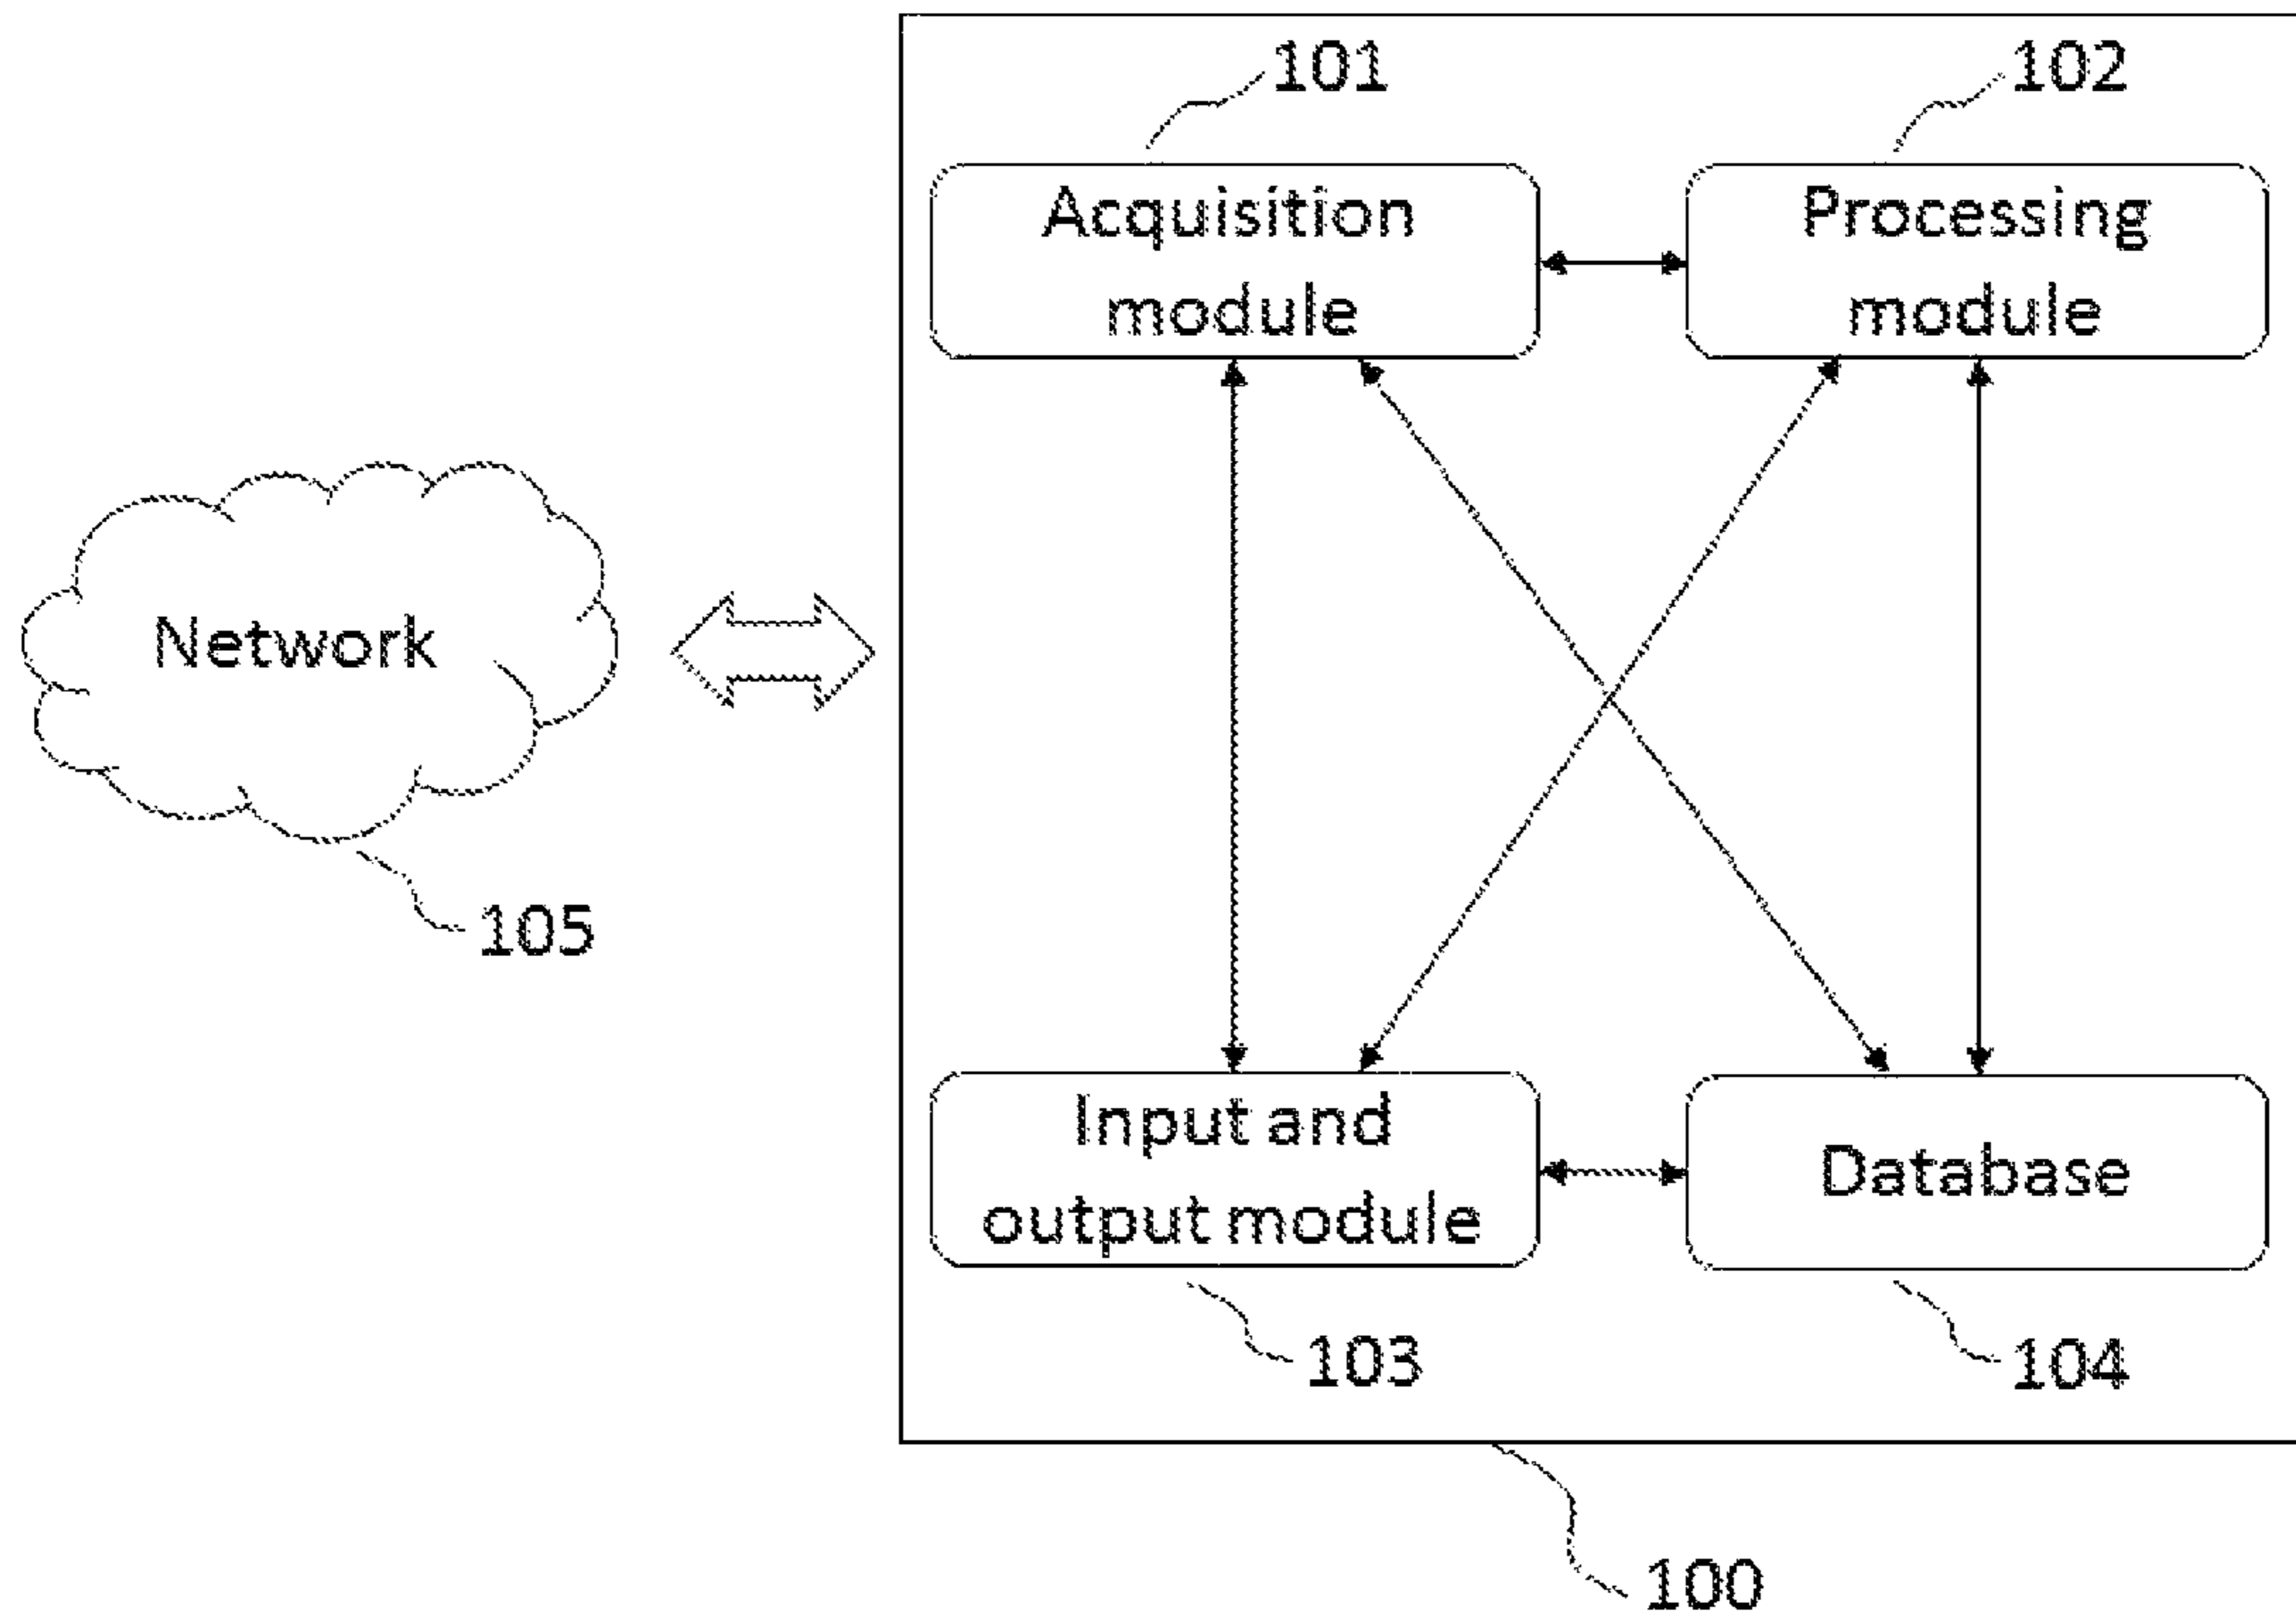 101
102
Acquisition
module
Processing
module
Network
105
Input and
output module
Database
103
104
100